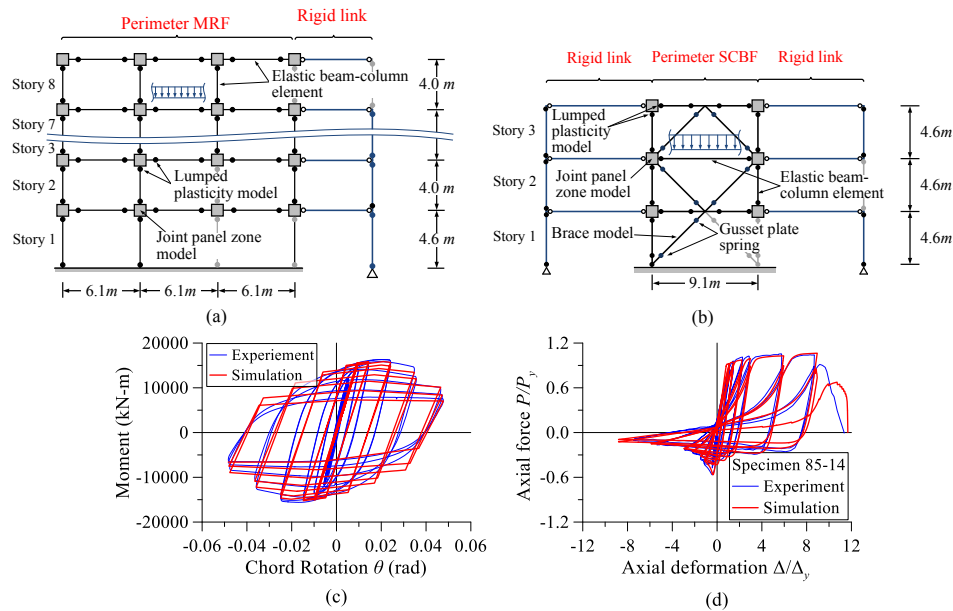 (a)
Perimeter MRF
Rigid link
Story 8
Elastic beam-column
element
4.0 m
Story 7
Story 3
Lumped
plasticity model
Story 2
4.0 m
Joint panel zone
model
Story 1
4.6 m
6.1m
6.1m
6.1m
(a)
(b)
Rigid link
Perimeter SCBF
Rigid link
Lumped
plasticity
model
Story 3
4.6m
Joint panel
zone model
Elastic beam-
column element
Story 2
4.6m
Brace model
Gusset plate
spring
Story 1
4.6m
9.1m
(b)
(c)
20000
10000
0
-10000
-20000
Moment (kN-m)
Experiement
Simulation
-0.06
-0.04
-0.02
0
0.02
0.04
0.06
Chord Rotation θ (rad)
(c)
(d)
1.2
0.6
0.0
-0.6
-1.2
Axial force P/Py
Specimen 85-14
Experiment
Simulation
-12
-8
-4
0
4
8
12
Axial deformation Δ/Δy
(d)